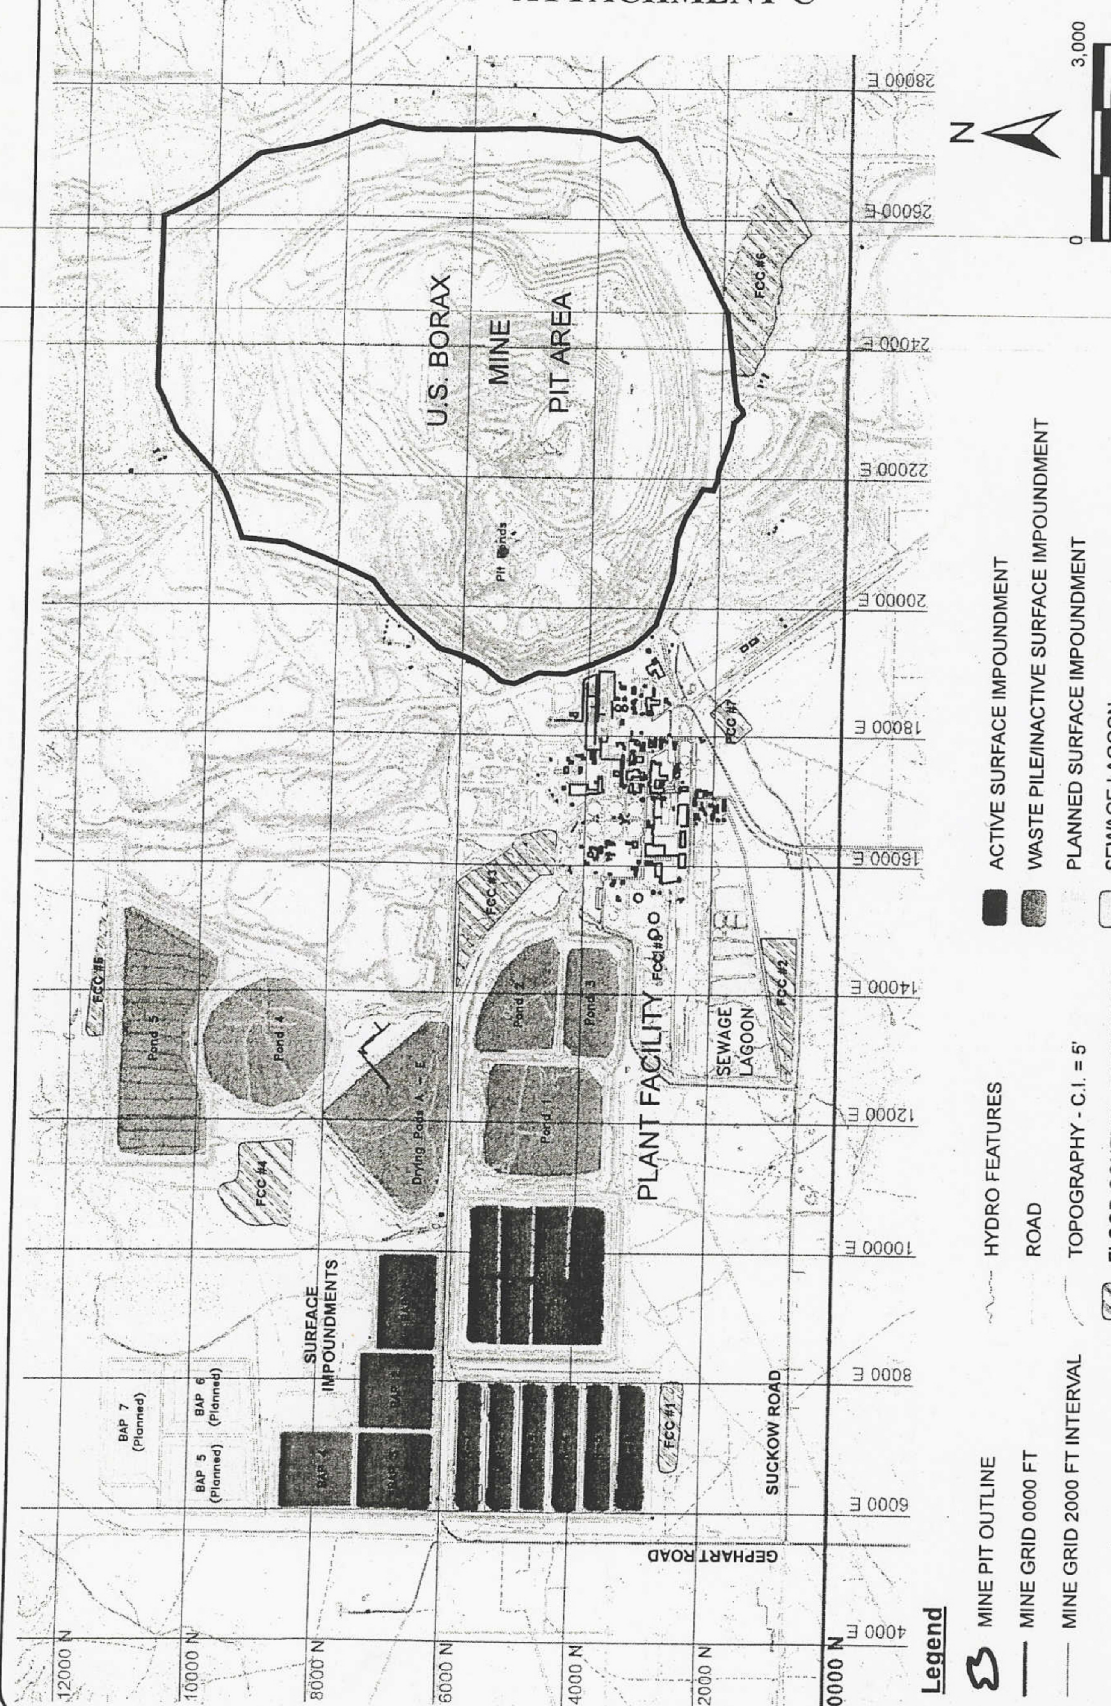 ATTACHMENT C
12000 N
10000 N
8000 N
6000 N
4000 N
2000 N
0000 N
4000 E
6000 E
8000 E
10000 E
12000 E
14000 E
16000 E
18000 E
20000 E
22000 E
24000 E
26000 E
28000 E
U.S. BORAX
MINE
PIT AREA
Pit Ponds
FCC #6
FCC #7
FCC #3
FCC #5
Pond 5
Pond 4
FCC #4
Drying Pads A - E
Pond 2
Pond 3
Pond 1
PLANT FACILITY
SEWAGE
LAGOON
FCC #2
SURFACE
IMPOUNDMENTS
BAP 7
(Planned)
BAP 6
(Planned)
BAP 5
(Planned)
BAP 4
FCC #1
SUCKOW ROAD
GEPHART ROAD
N
0
3,000
Legend
MINE PIT OUTLINE
MINE GRID 0000 FT
MINE GRID 2000 FT INTERVAL
HYDRO FEATURES
ROAD
TOPOGRAPHY - C.I. = 5'
ACTIVE SURFACE IMPOUNDMENT
WASTE PILE/INACTIVE SURFACE IMPOUNDMENT
PLANNED SURFACE IMPOUNDMENT
SEWAGE LAGOON